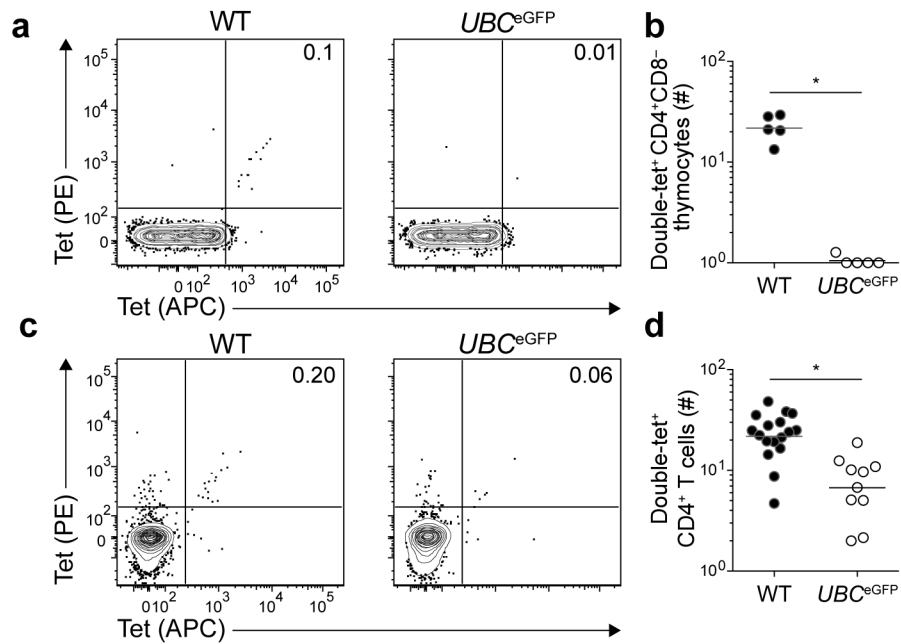 a
WT
UBCeGFP
0.1
0.01
10⁵
10⁴
10³
10²
0
Tet (PE)
0 10² 10³ 10⁴ 10⁵
Tet (APC)
b
Double-tet⁺ CD4⁺CD8⁻
thymocytes (#)
10²
10¹
10⁰
*
WT
UBCeGFP
c
WT
UBCeGFP
0.20
0.06
10⁵
10⁴
10³
10²
0
Tet (PE)
0 10² 10³ 10⁴ 10⁵
Tet (APC)
d
Double-tet⁺
CD4⁺ T cells (#)
10²
10¹
10⁰
*
WT
UBCeGFP